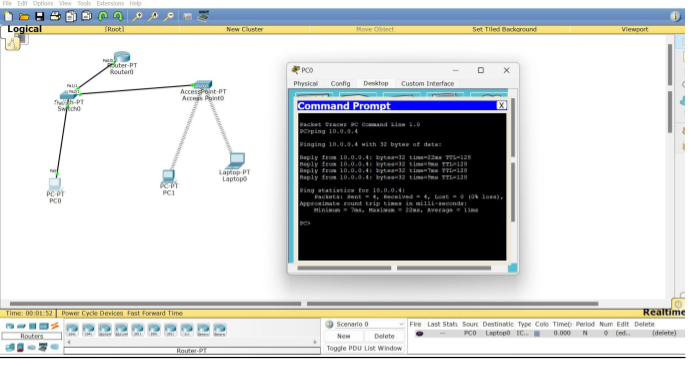 File Edit Options View Tools Extensions Help
Logical [Root] New Cluster Move Object Set Tiled Background Viewport
Router-PT
Router0
Switch0
AccessPoint-PT
Access Point0
PC-PT
PC0
PC-PT
PC1
Laptop-PT
Laptop0
PC0
Physical Config Desktop Custom Interface
Command Prompt X
Packet Tracer PC Command Line 1.0
PC>ping 10.0.0.4
Pinging 10.0.0.4 with 32 bytes of data:
Reply from 10.0.0.4: bytes=32 time=22ms TTL=128
Reply from 10.0.0.4: bytes=32 time=9ms TTL=128
Reply from 10.0.0.4: bytes=32 time=7ms TTL=128
Reply from 10.0.0.4: bytes=32 time=9ms TTL=128
Ping statistics for 10.0.0.4:
Packets: Sent = 4, Received = 4, Lost = 0 (0% loss),
Approximate round trip times in milli-seconds:
Minimum = 7ms, Maximum = 22ms, Average = 11ms
PC>
Time: 00:01:52 Power Cycle Devices Fast Forward Time Realtime
Routers
Router-PT
Scenario 0
New Delete
Toggle PDU List Window
Fire Last Statu Sourc Destinatic Type Colo Time(s Period Num Edit Delete
-- PC0 Laptop0 IC... 0.000 N 0 (ed... (delete)